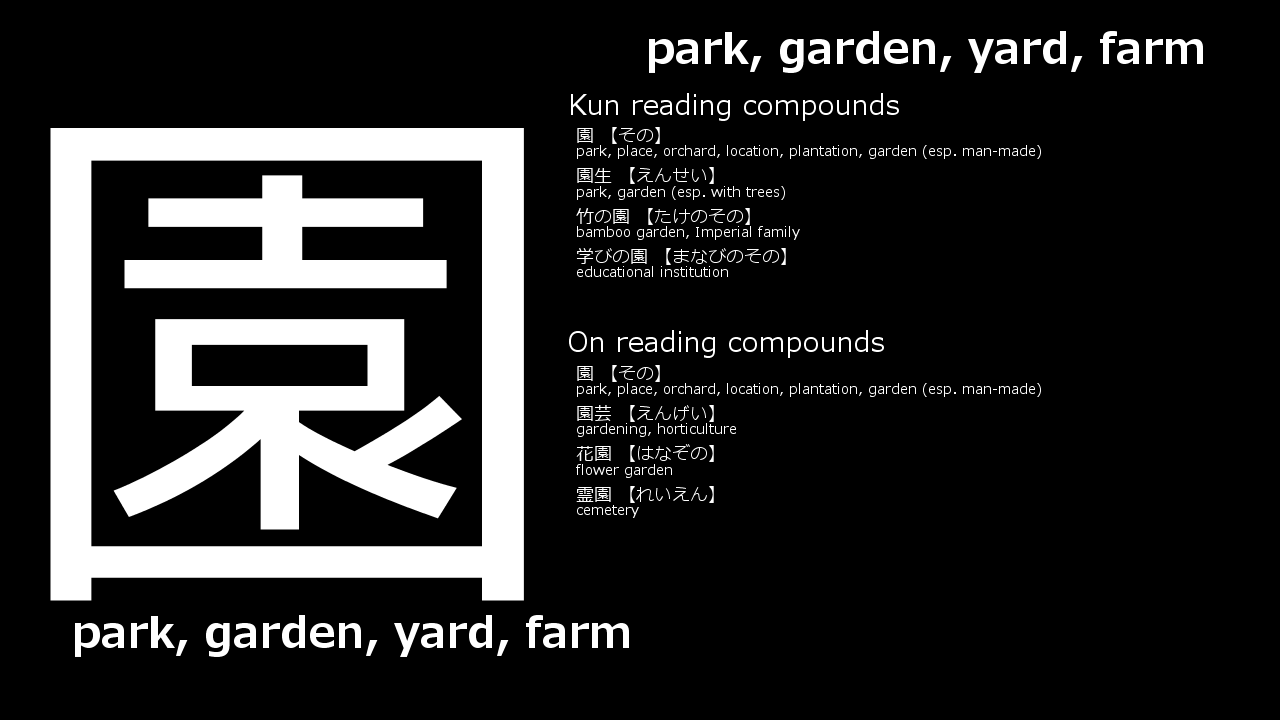 park, garden, yard, farm
園
park, garden, yard, farm
Kun reading compounds
園 【その】
park, place, orchard, location, plantation, garden (esp. man-made)
園生 【えんせい】
park, garden (esp. with trees)
竹の園 【たけのその】
bamboo garden, Imperial family
学びの園 【まなびのその】
educational institution
On reading compounds
園 【その】
park, place, orchard, location, plantation, garden (esp. man-made)
園芸 【えんげい】
gardening, horticulture
花園 【はなぞの】
flower garden
霊園 【れいえん】
cemetery